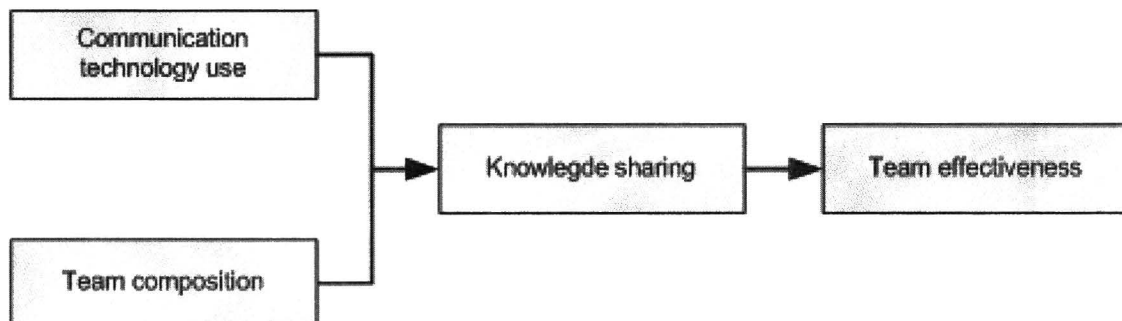 Communication
technology use
Knowlegde sharing
Team effectiveness
Team composition